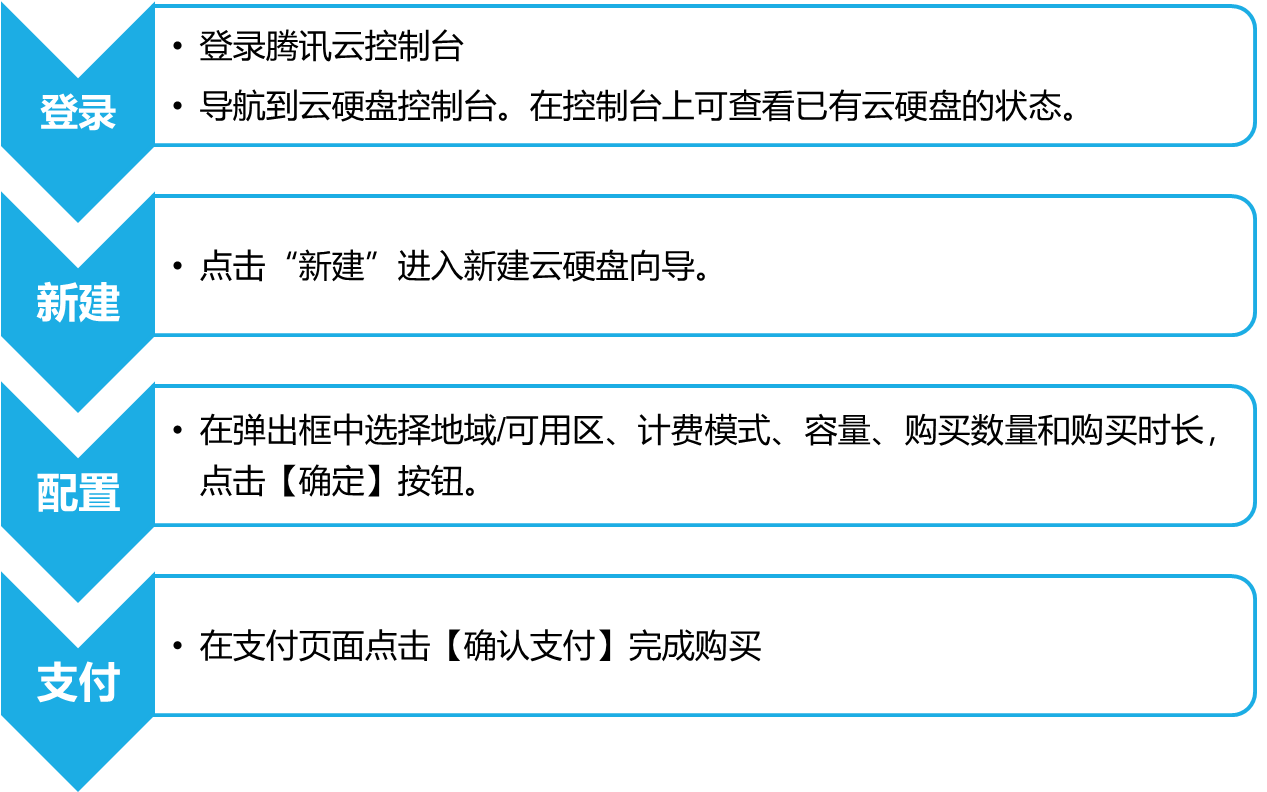 登录
• 登录腾讯云控制台
• 导航到云硬盘控制台。在控制台上可查看已有云硬盘的状态。
新建
• 点击“新建”进入新建云硬盘向导。
配置
• 在弹出框中选择地域/可用区、计费模式、容量、购买数量和购买时长，
点击【确定】按钮。
支付
• 在支付页面点击【确认支付】完成购买